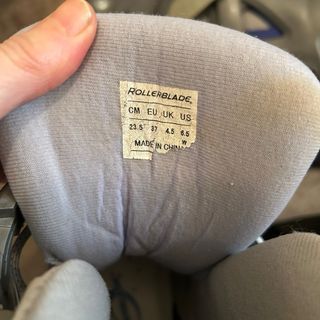 ROLLERBLADE.
CM EU UK US
23.5 37 4.5 6.5
W
MADE IN CHINA